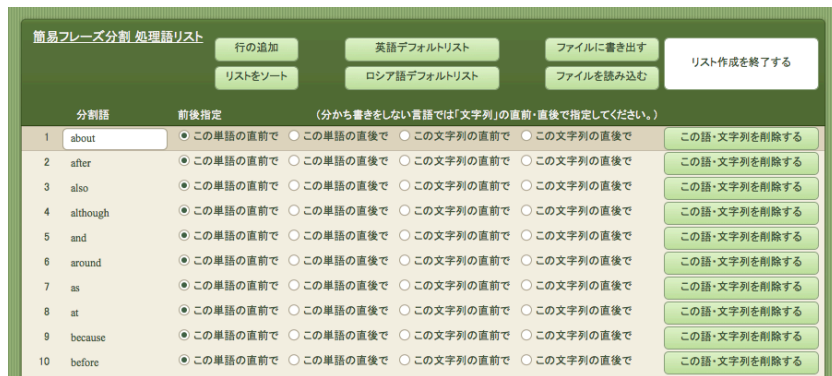 簡易フレーズ分割 処理語リスト
行の追加 英語デフォルトリスト ファイルに書き出す リスト作成を終了する
リストをソート ロシア語デフォルトリスト ファイルを読み込む
分割語 前後指定 (分かち書きをしない言語では「文字列」の直前・直後で指定してください。)
1 about この単語の直前で この単語の直後で この文字列の直前で この文字列の直後で この語・文字列を削除する
2 after この単語の直前で この単語の直後で この文字列の直前で この文字列の直後で この語・文字列を削除する
3 also この単語の直前で この単語の直後で この文字列の直前で この文字列の直後で この語・文字列を削除する
4 although この単語の直前で この単語の直後で この文字列の直前で この文字列の直後で この語・文字列を削除する
5 and この単語の直前で この単語の直後で この文字列の直前で この文字列の直後で この語・文字列を削除する
6 around この単語の直前で この単語の直後で この文字列の直前で この文字列の直後で この語・文字列を削除する
7 as この単語の直前で この単語の直後で この文字列の直前で この文字列の直後で この語・文字列を削除する
8 at この単語の直前で この単語の直後で この文字列の直前で この文字列の直後で この語・文字列を削除する
9 because この単語の直前で この単語の直後で この文字列の直前で この文字列の直後で この語・文字列を削除する
10 before この単語の直前で この単語の直後で この文字列の直前で この文字列の直後で この語・文字列を削除する